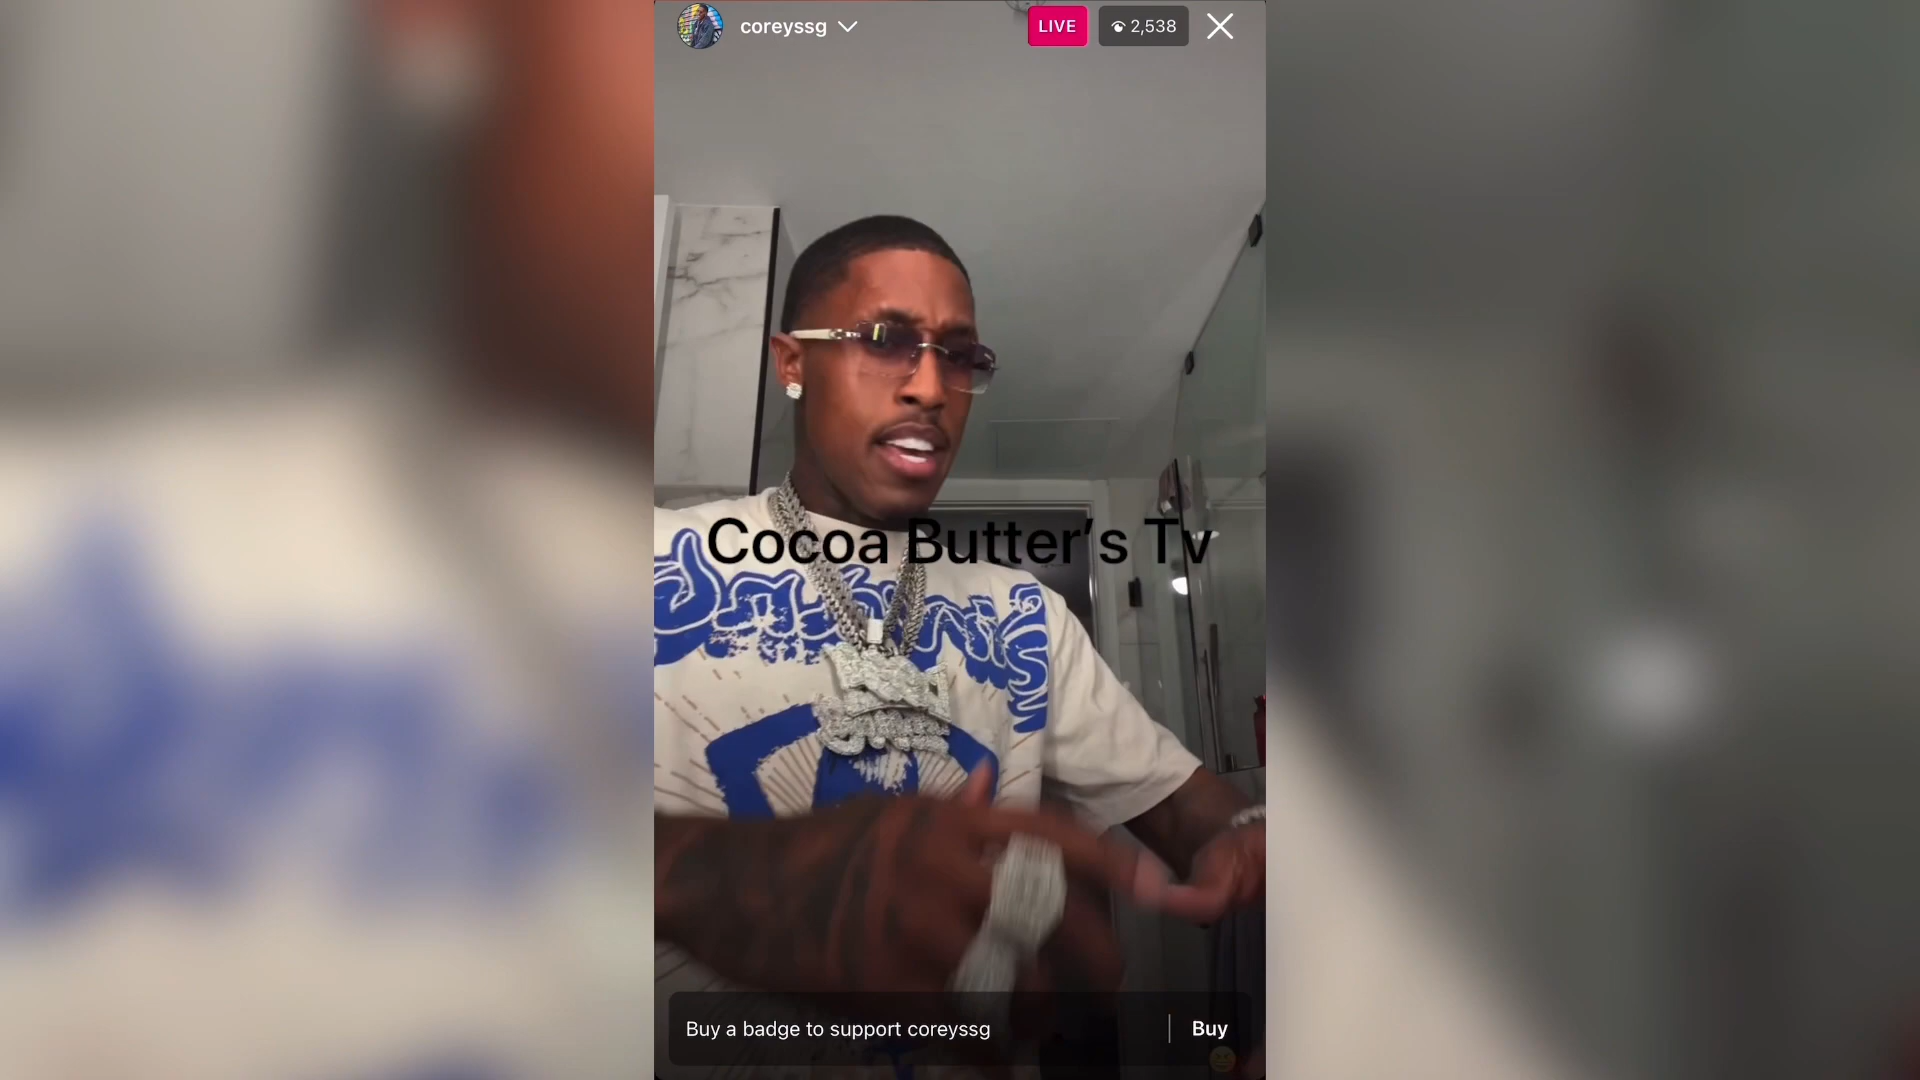 coreyssg
LIVE
2,538
Cocoa Butter's Tv
Buy a badge to support coreyssg
Buy